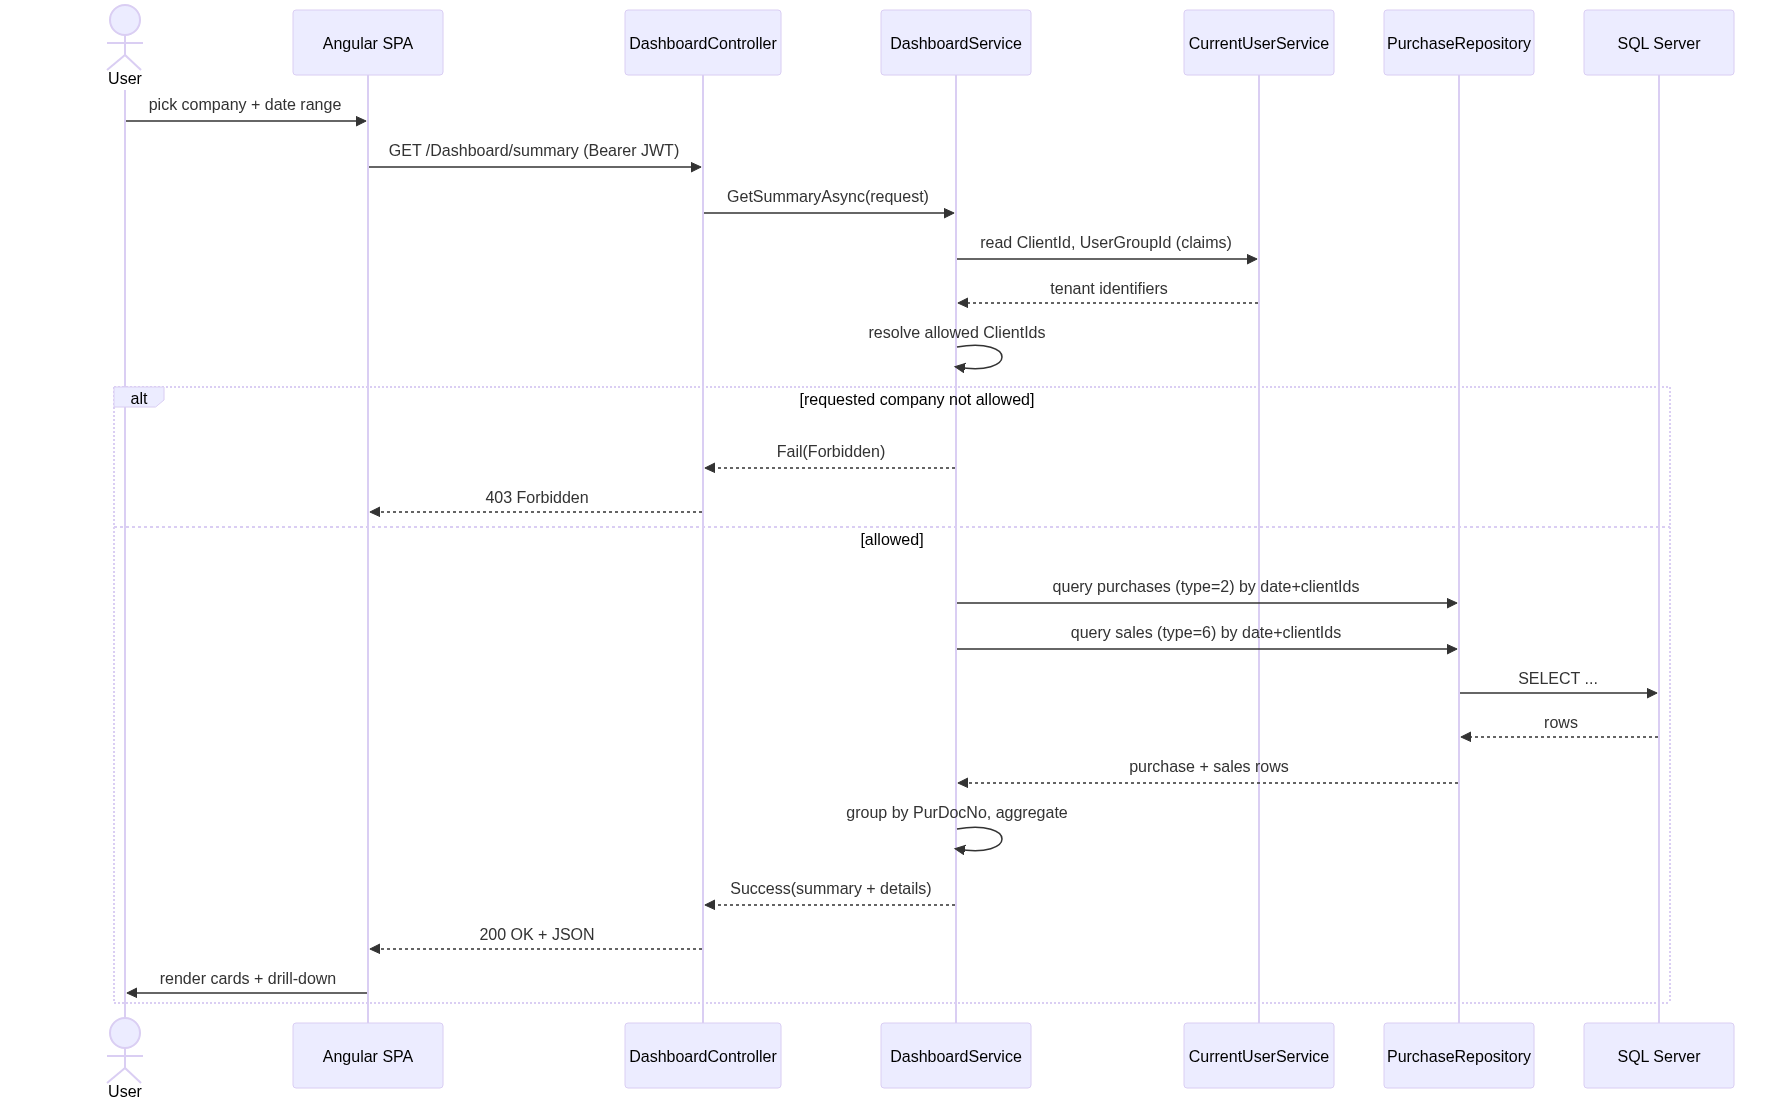 User
Angular SPA
DashboardController
DashboardService
CurrentUserService
PurchaseRepository
SQL Server
pick company + date range
GET /Dashboard/summary (Bearer JWT)
GetSummaryAsync(request)
read ClientId, UserGroupId (claims)
tenant identifiers
resolve allowed ClientIds
alt
[requested company not allowed]
Fail(Forbidden)
403 Forbidden
[allowed]
query purchases (type=2) by date+clientIds
query sales (type=6) by date+clientIds
SELECT ...
rows
purchase + sales rows
group by PurDocNo, aggregate
Success(summary + details)
200 OK + JSON
render cards + drill-down
User
Angular SPA
DashboardController
DashboardService
CurrentUserService
PurchaseRepository
SQL Server